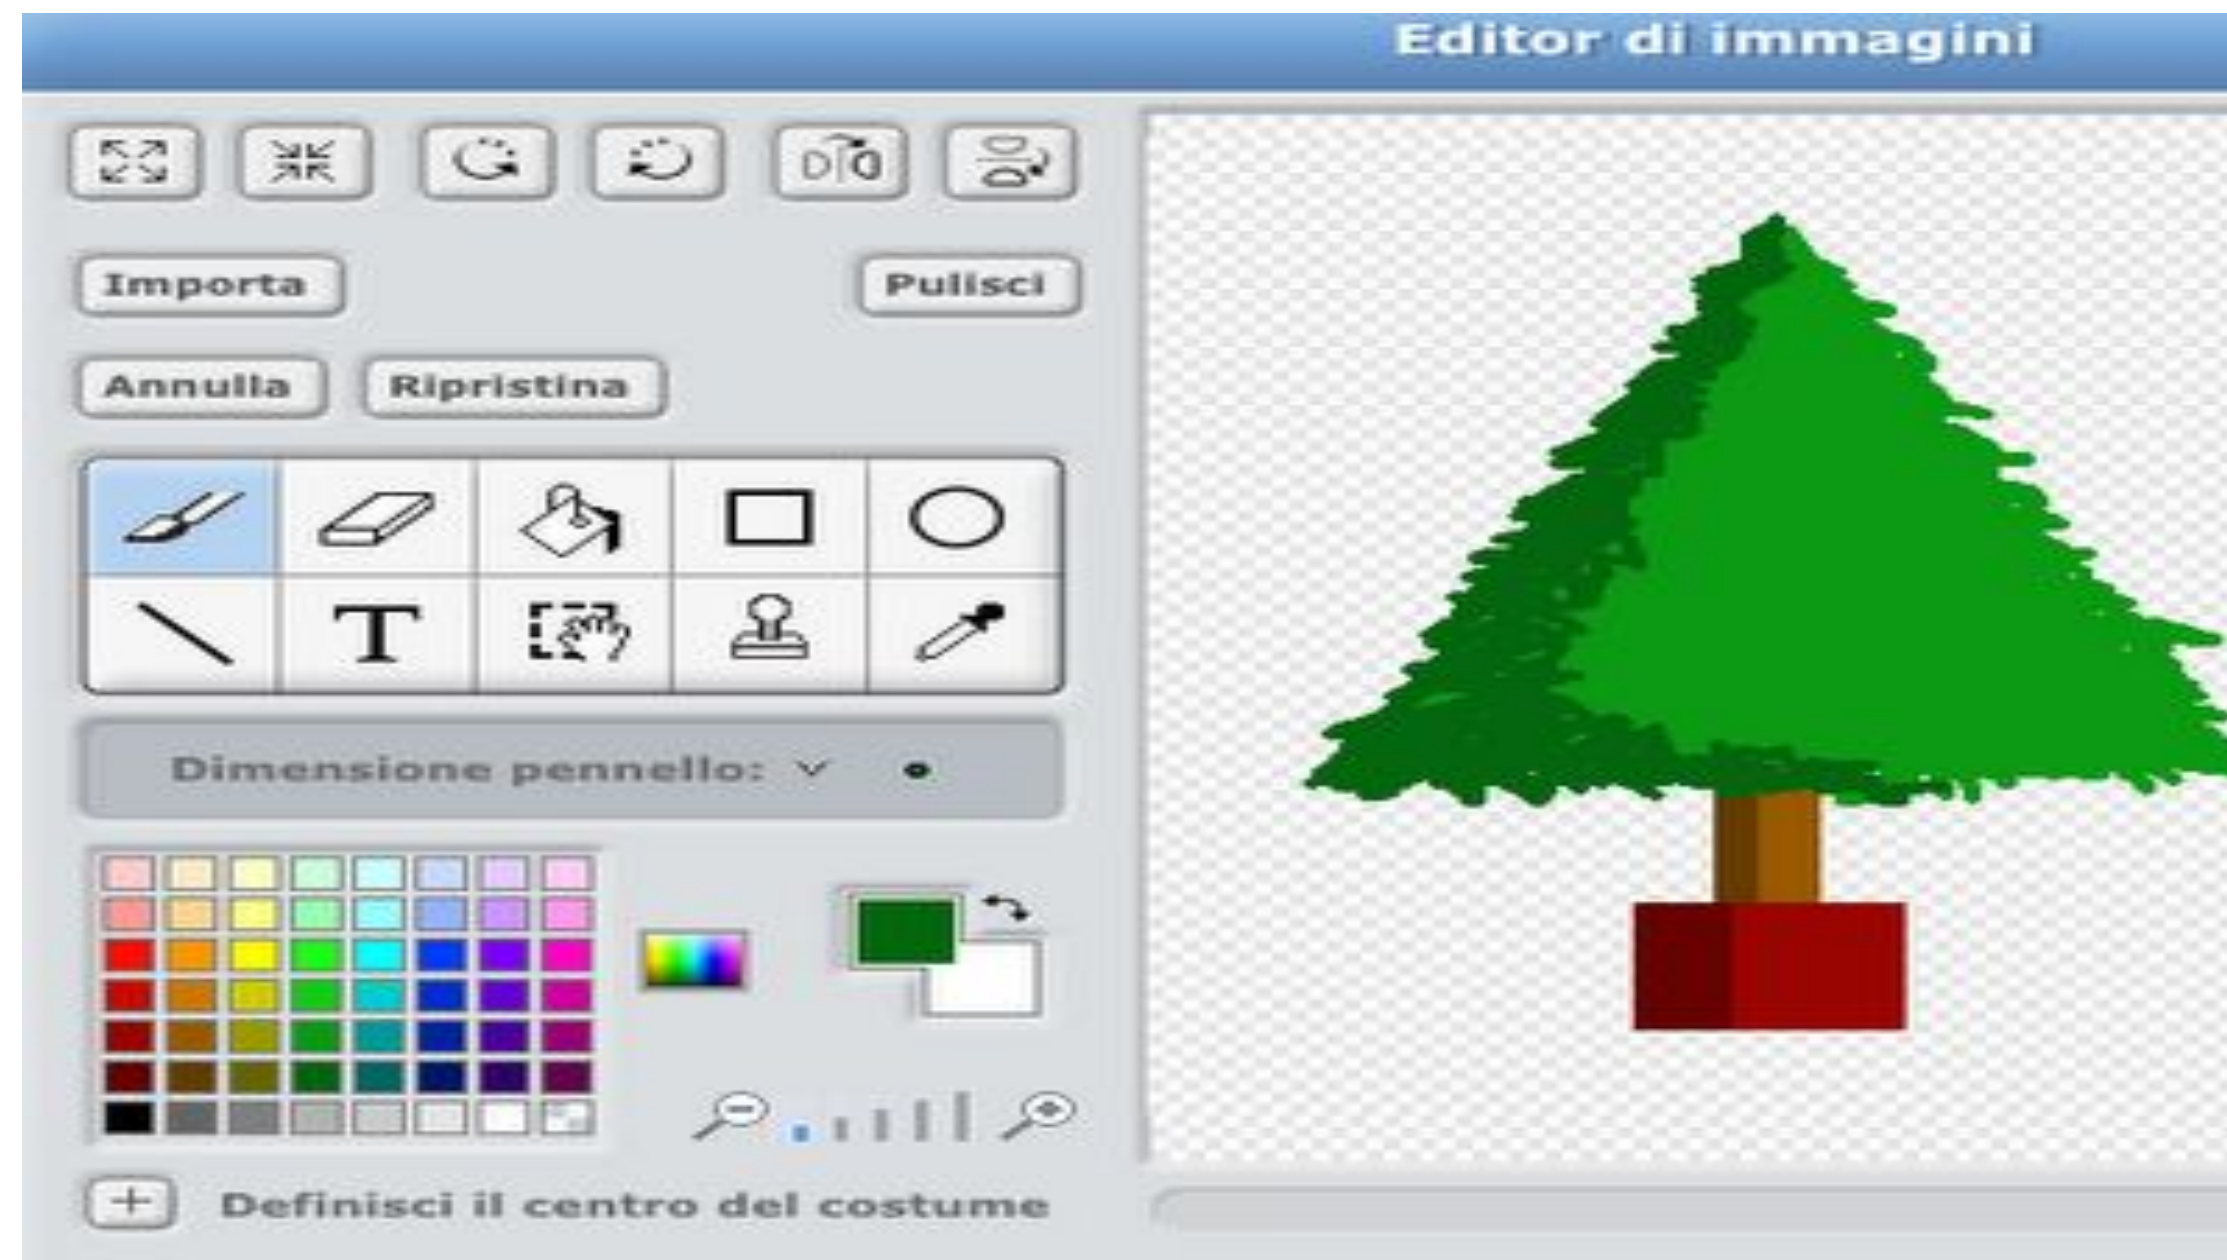 Editor di immagini
Importa
Pulisci
Annulla
Ripristina
T
Dimensione pennello:
Definisci il centro del costume